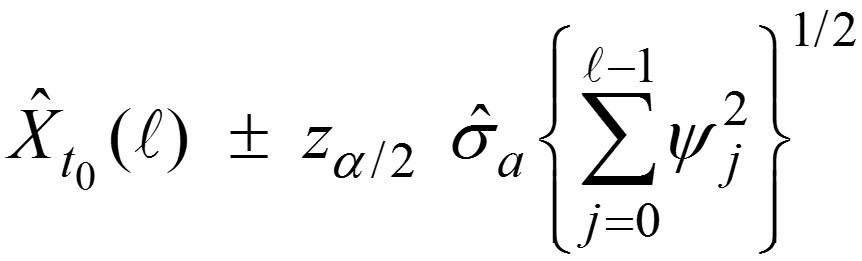 X̂_{t_0}(ℓ) ± z_{α/2} σ̂_a { ∑_{j=0}^{ℓ−1} ψ_j^2 }^{1/2}